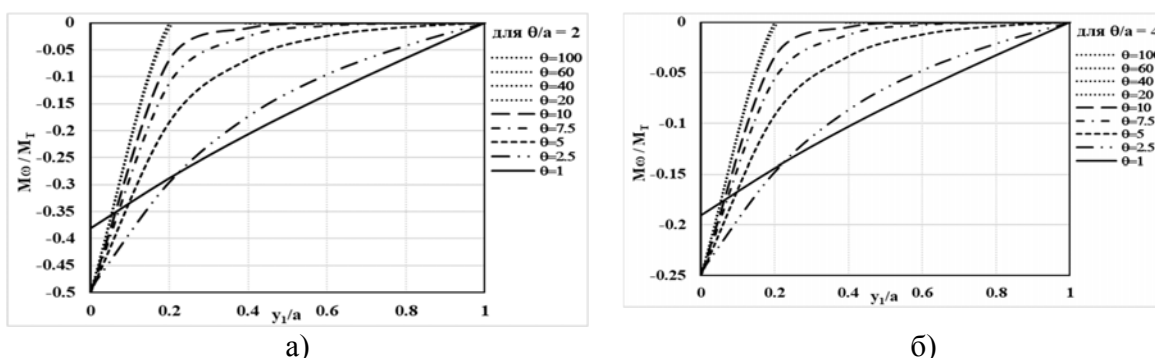 для θ/a = 2
0
-0.05
-0.1
-0.15
-0.2
-0.25
-0.3
-0.35
-0.4
-0.45
-0.5
Mω / M_T
0 0.2 0.4 0.6 0.8 1
y₁/a
θ=100
θ=60
θ=40
θ=20
θ=10
θ=7.5
θ=5
θ=2.5
θ=1
а)
для θ/a = 4
0
-0.05
-0.1
-0.15
-0.2
-0.25
Mω / M_T
0 0.2 0.4 0.6 0.8 1
y₁/a
θ=100
θ=60
θ=40
θ=20
θ=10
θ=7.5
θ=5
θ=2.5
θ=1
б)